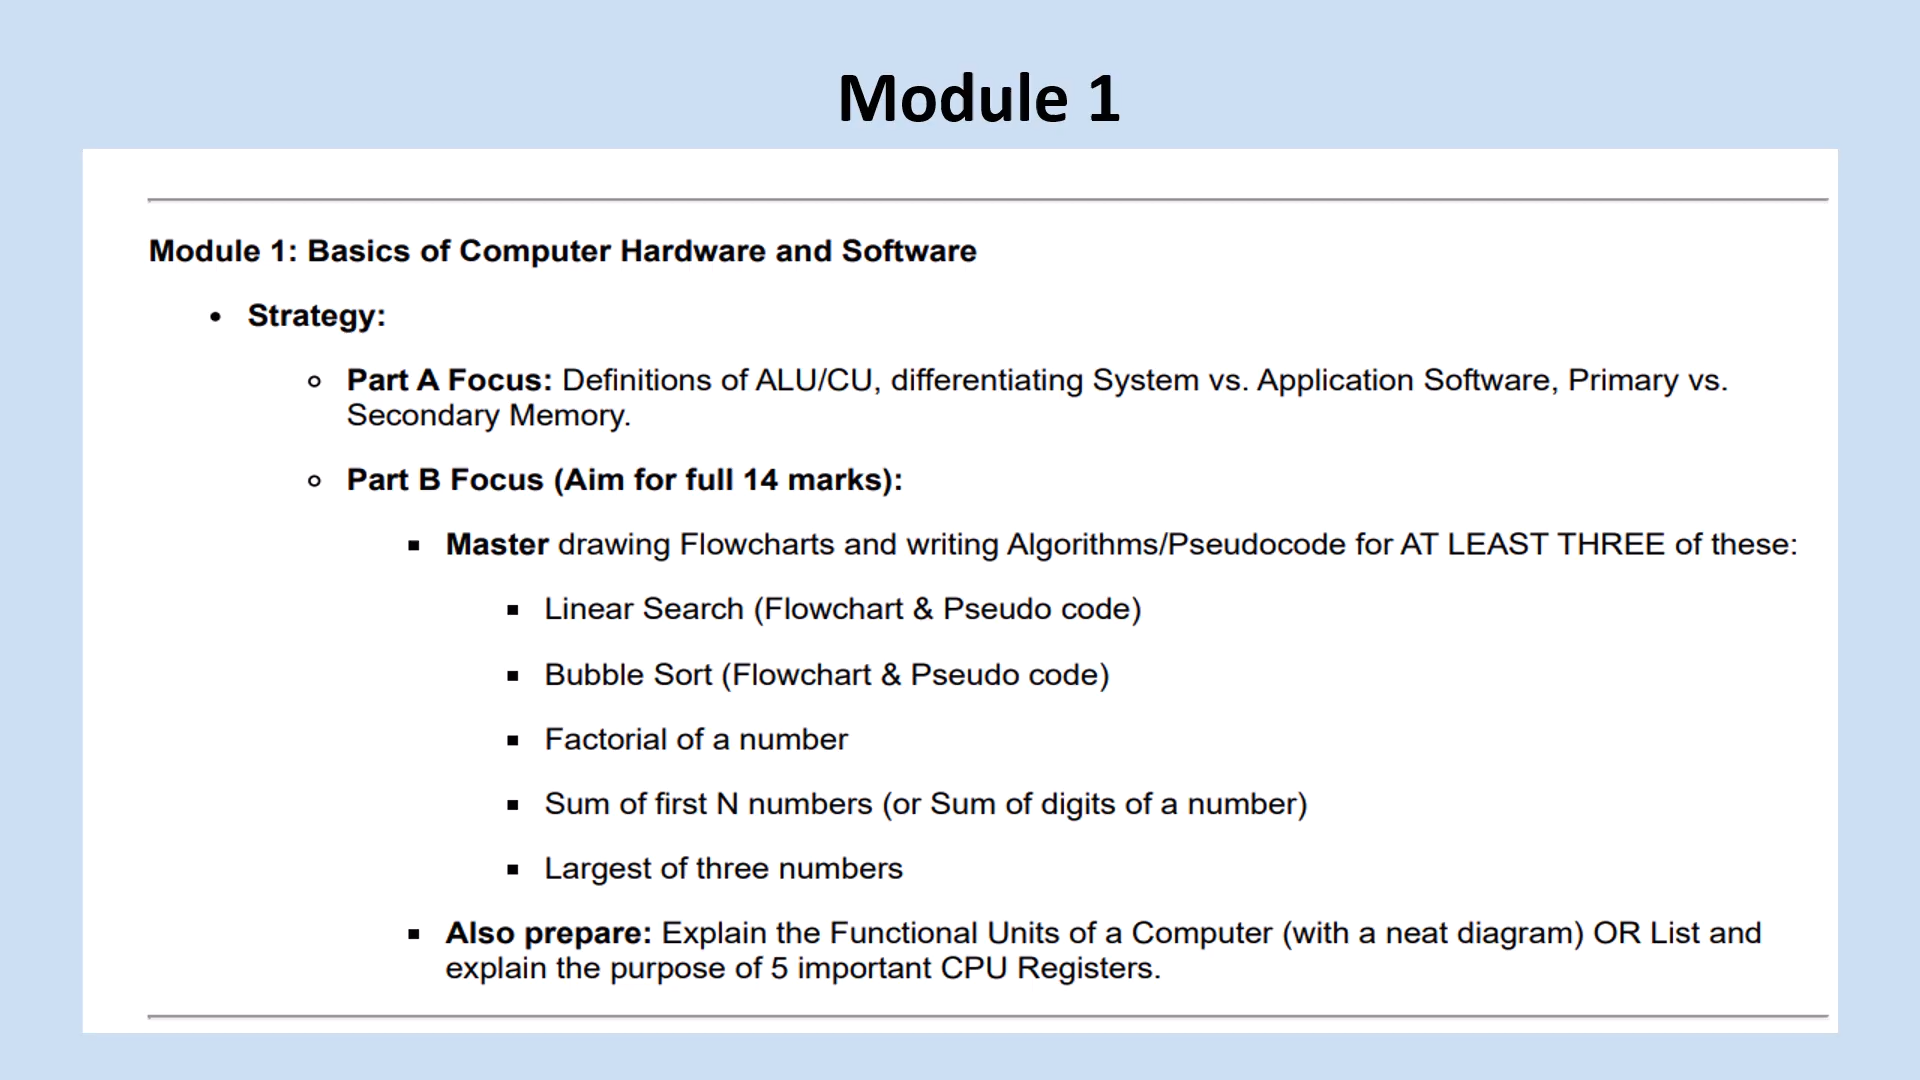 Module 1
Module 1: Basics of Computer Hardware and Software
• Strategy:
○ Part A Focus: Definitions of ALU/CU, differentiating System vs. Application Software, Primary vs.
Secondary Memory.
○ Part B Focus (Aim for full 14 marks):
▪ Master drawing Flowcharts and writing Algorithms/Pseudocode for AT LEAST THREE of these:
▪ Linear Search (Flowchart & Pseudo code)
▪ Bubble Sort (Flowchart & Pseudo code)
▪ Factorial of a number
▪ Sum of first N numbers (or Sum of digits of a number)
▪ Largest of three numbers
▪ Also prepare: Explain the Functional Units of a Computer (with a neat diagram) OR List and
explain the purpose of 5 important CPU Registers.